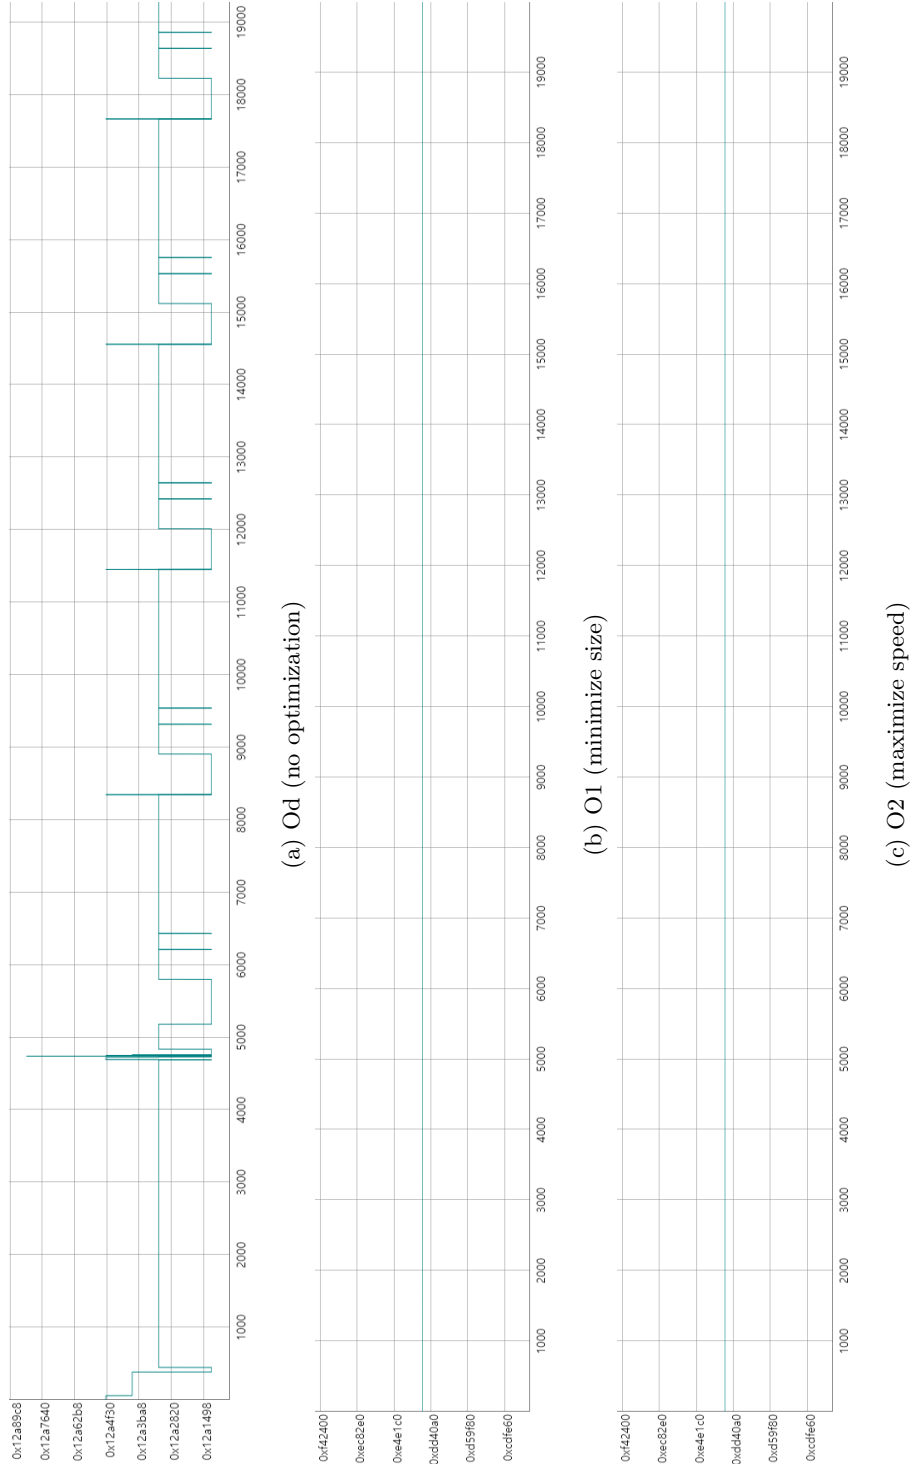 0x12a89c8
0x12a7640
0x12a62b8
0x12a4f30
0x12a3ba8
0x12a2820
0x12a1498
1000
2000
3000
4000
5000
6000
7000
8000
9000
10000
11000
12000
13000
14000
15000
16000
17000
18000
19000
(a) Od (no optimization)
0xf42400
0xec82e0
0xe4e1c0
0xdd40a0
0xd59f80
0xcdfe60
1000
2000
3000
4000
5000
6000
7000
8000
9000
10000
11000
12000
13000
14000
15000
16000
17000
18000
19000
(b) O1 (minimize size)
0xf42400
0xec82e0
0xe4e1c0
0xdd40a0
0xd59f80
0xcdfe60
1000
2000
3000
4000
5000
6000
7000
8000
9000
10000
11000
12000
13000
14000
15000
16000
17000
18000
19000
(c) O2 (maximize speed)